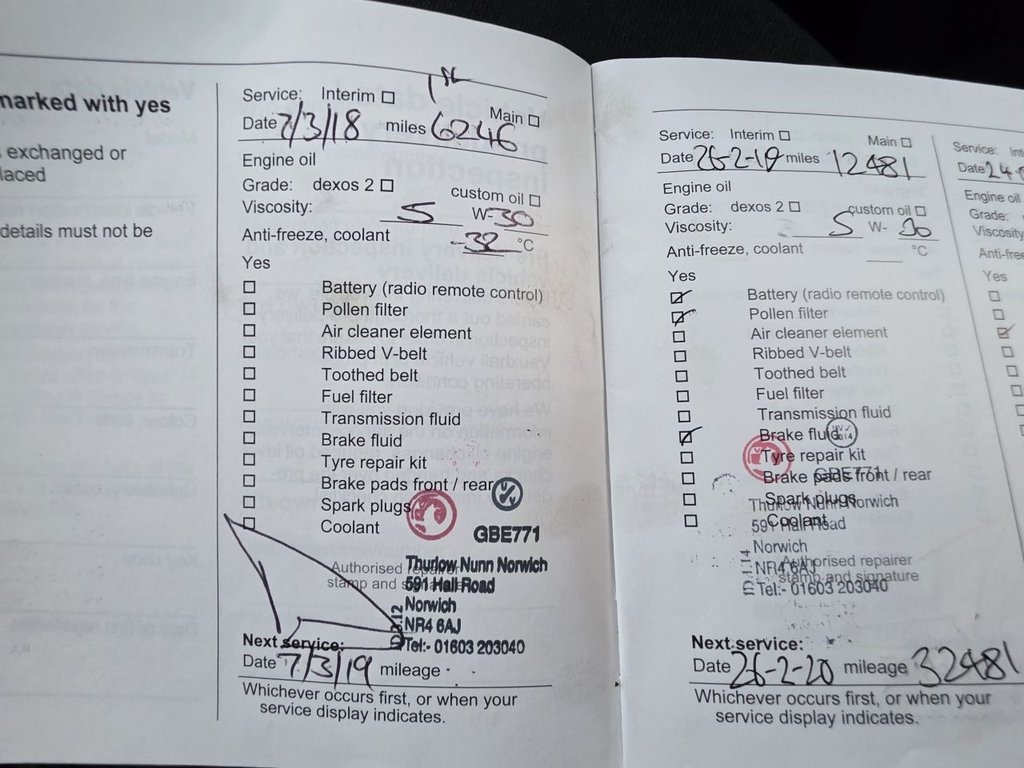 marked with yes
exchanged or
laced
details must not be
1st
Service: Interim Main
Date 7/3/18 miles 6246
Engine oil
Grade: dexos 2 custom oil
Viscosity: 5 W-30
Anti-freeze, coolant -32 °C
Yes
Battery (radio remote control)
Pollen filter
Air cleaner element
Ribbed V-belt
Toothed belt
Fuel filter
Transmission fluid
Brake fluid
Tyre repair kit
Brake pads front / rear
Spark plugs
Coolant
GBE771
Authorised repairer
stamp and
Thurlow Nunn Norwich
591 Hall Road
Norwich
NR4 6AJ
Tel:- 01603 203040
Next service:
Date 7/3/19 mileage
Whichever occurs first, or when your
service display indicates.
Service: Interim Main
Date 26-2-19 miles 12481
Engine oil
Grade: dexos 2 custom oil
Viscosity: 5 W-30
Anti-freeze, coolant °C
Yes
Battery (radio remote control)
Pollen filter
Air cleaner element
Ribbed V-belt
Toothed belt
Fuel filter
Transmission fluid
Brake fluid
Tyre repair kit
Brake pads front / rear
Spark plugs
Coolant
GBE771
Thurlow Nunn Norwich
591 Hall Road
Norwich
NR4 6AJ
Tel:- 01603 203040
Authorised repairer
stamp and signature
Next service:
Date 26-2-20 mileage 32481
Whichever occurs first, or when your
service display indicates.
Service:
Date 24
Engine oil
Grade:
Viscosity
Anti-free
Yes